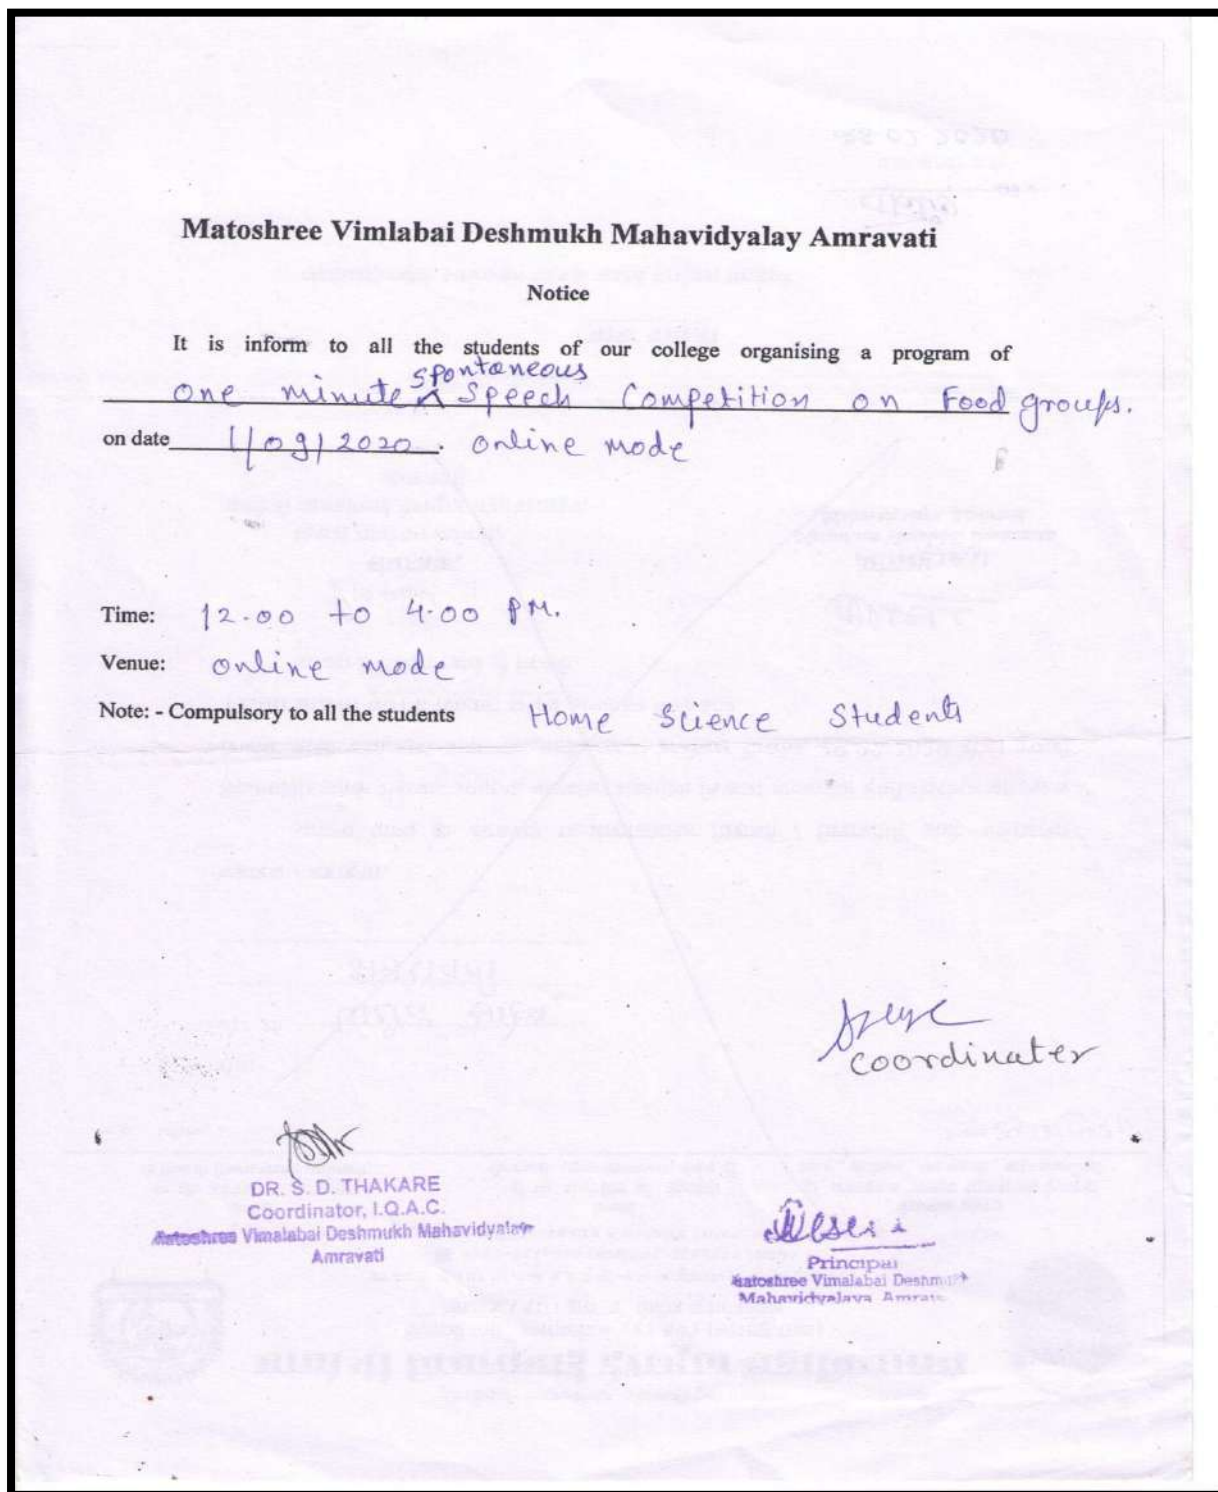 Matoshree Vimlabai Deshmukh Mahavidyalay Amravati
Notice
It is inform to all the students of our college organising a program of
one minute spontaneous Speech Competition on Food groups.
on date 1/09/2020. online mode
Time: 12.00 to 4.00 PM.
Venue: online mode
Note: - Compulsory to all the students Home Science Students
coordinater
DR. S. D. THAKARE
Coordinator, I.Q.A.C.
Matoshree Vimalabai Deshmukh Mahavidyalay
Amravati
Principal
Matoshree Vimalabai Deshmukh
Mahavidyalaya Amravati